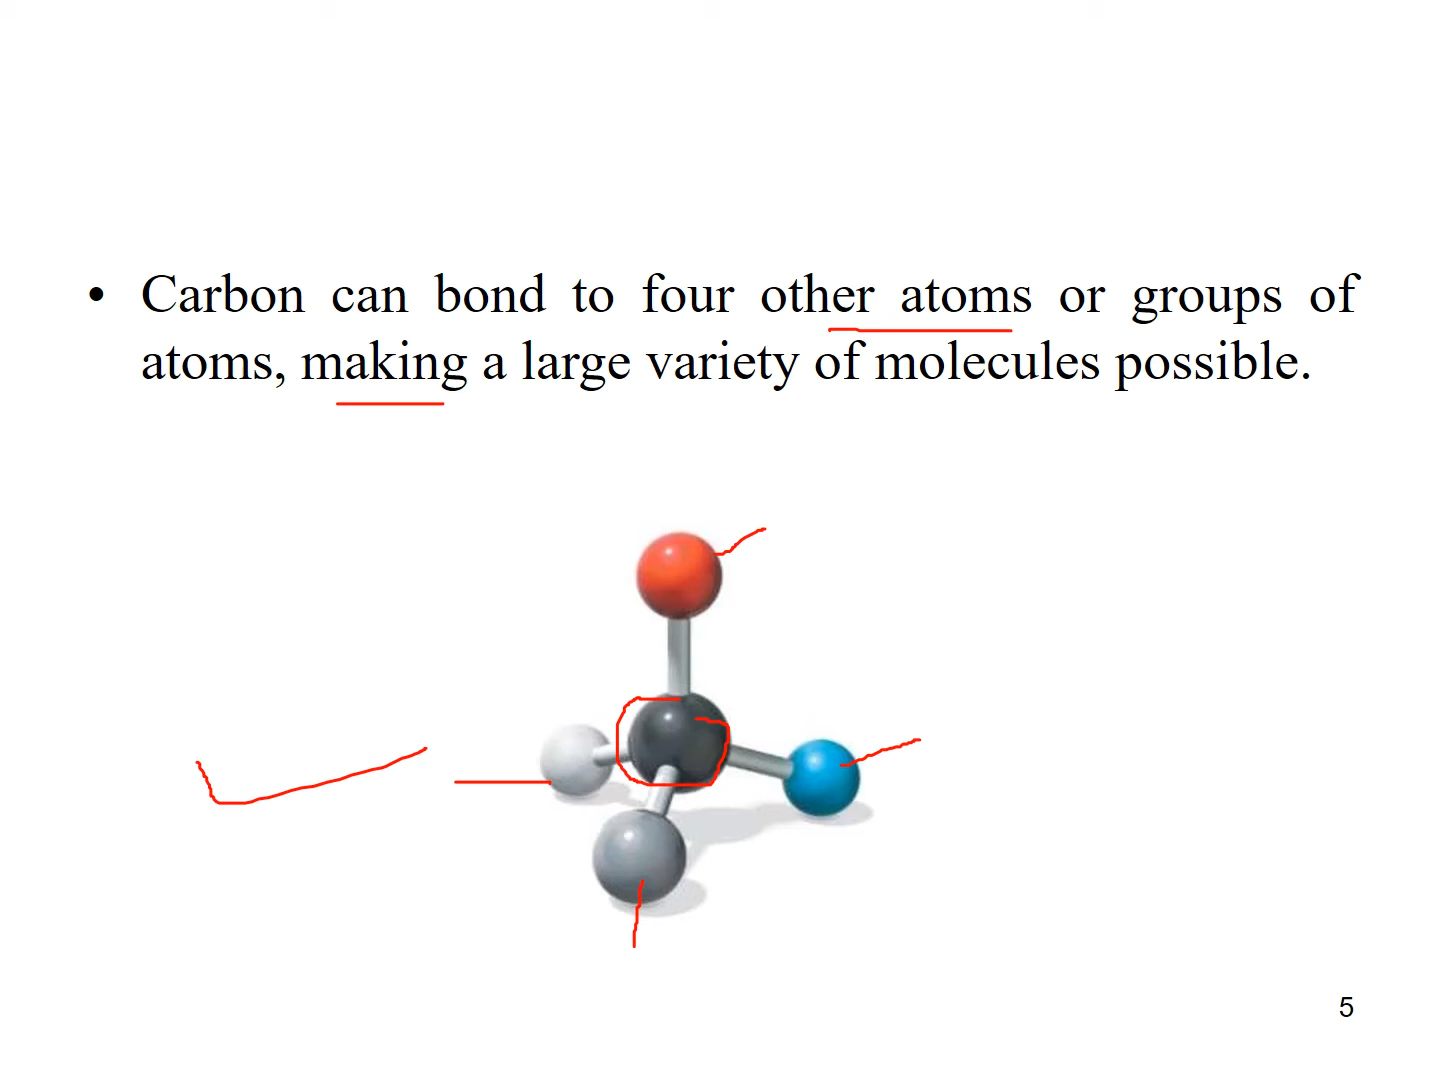 • Carbon can bond to four other atoms or groups of
atoms, making a large variety of molecules possible.
5